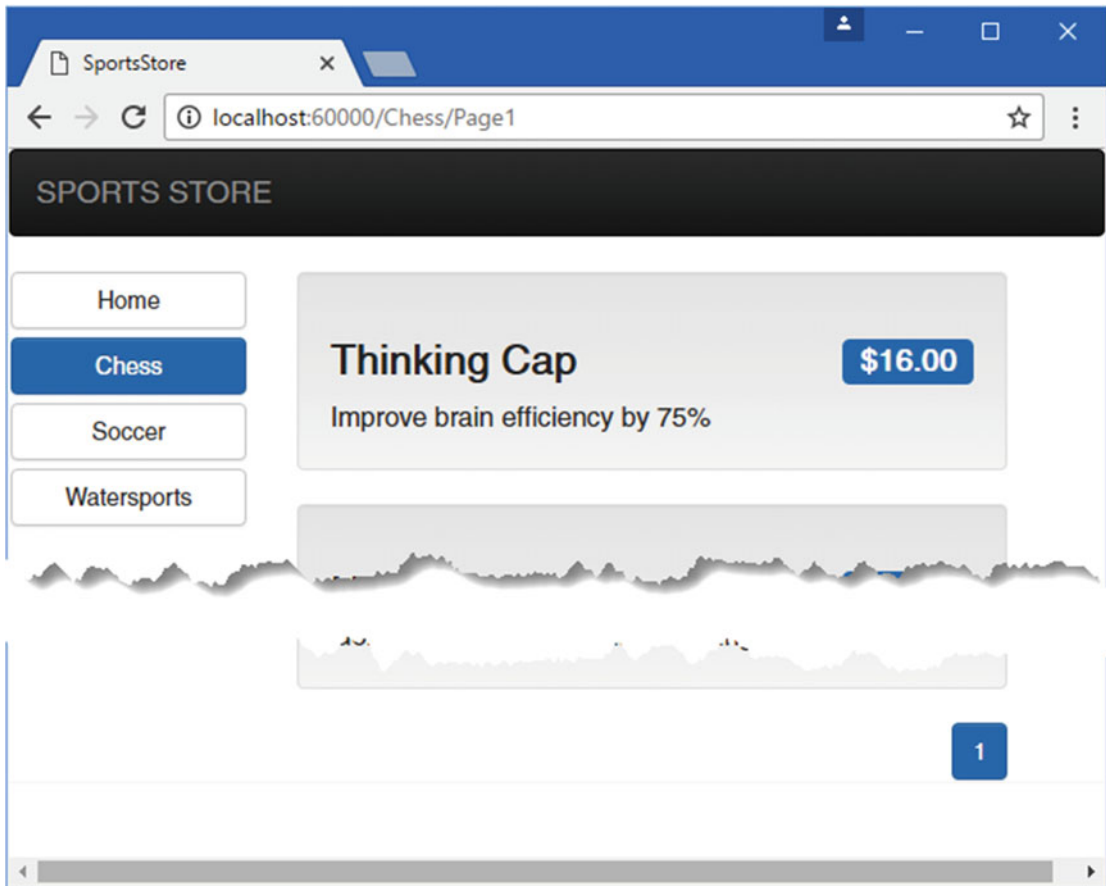 SportsStore
localhost:60000/Chess/Page1
SPORTS STORE
Home
Chess
Soccer
Watersports
Thinking Cap
$16.00
Improve brain efficiency by 75%
1